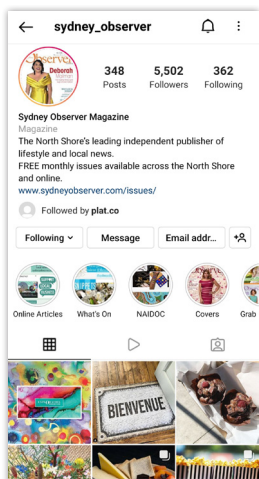 sydney_observer
Observer
Deborah
348 5,502 362
Posts Followers Following
Sydney Observer Magazine
Magazine
The North Shore's leading independent publisher of
lifestyle and local news.
FREE monthly issues available across the North Shore
and online.
www.sydneyobserver.com/issues/
Followed by plat.co
Following Message Email addr...
SNIPPETS
Online Articles What's On NAIDOC Covers Grab
BIENVENUE